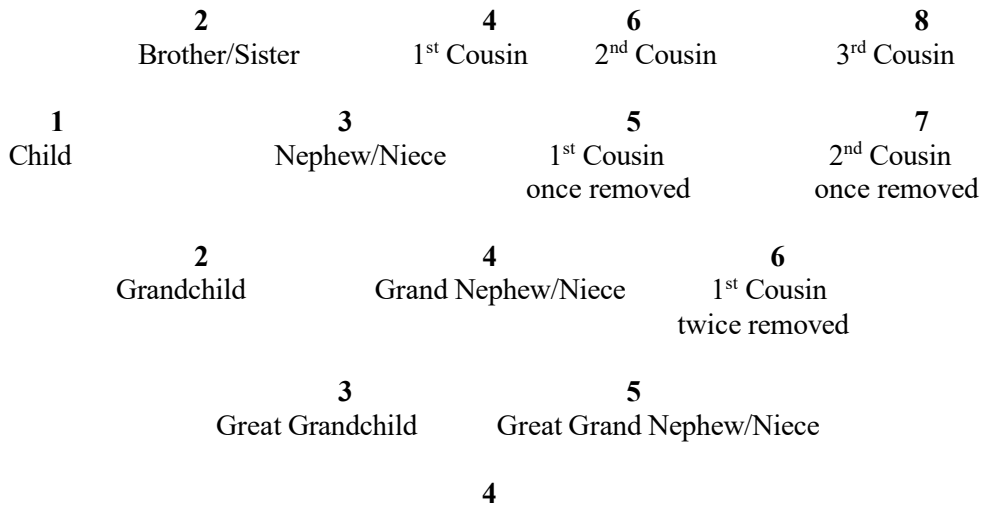 2 4 6 8
Brother/Sister 1st Cousin 2nd Cousin 3rd Cousin
1 3 5 7
Child Nephew/Niece 1st Cousin 2nd Cousin
once removed once removed
2 4 6
Grandchild Grand Nephew/Niece 1st Cousin
twice removed
3 5
Great Grandchild Great Grand Nephew/Niece
4